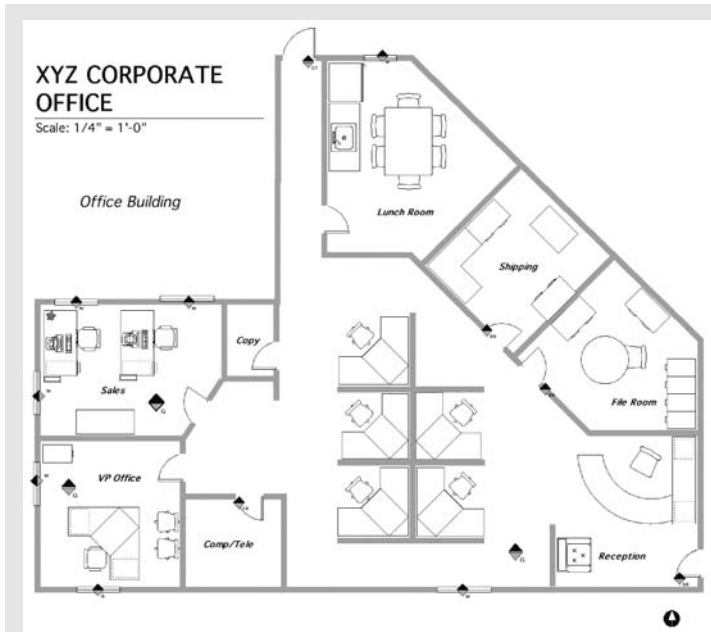 XYZ CORPORATE
OFFICE
Scale: 1/4" = 1'-0"
Office Building
Lunch Room
Shipping
Copy
Sales
File Room
VP Office
Comp/Tele
Reception